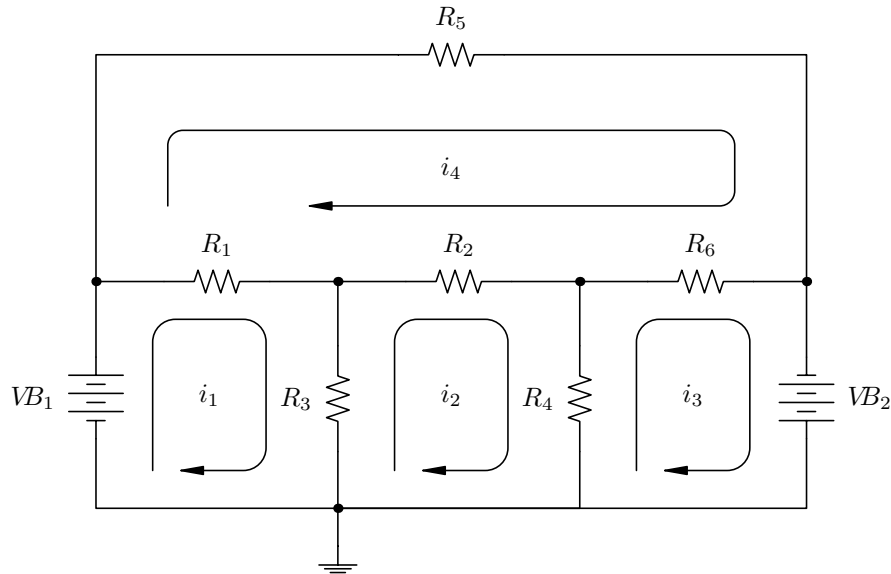 R₅
i₄
R₁ R₂ R₆
VB₁ i₁ R₃ i₂ R₄ i₃ VB₂